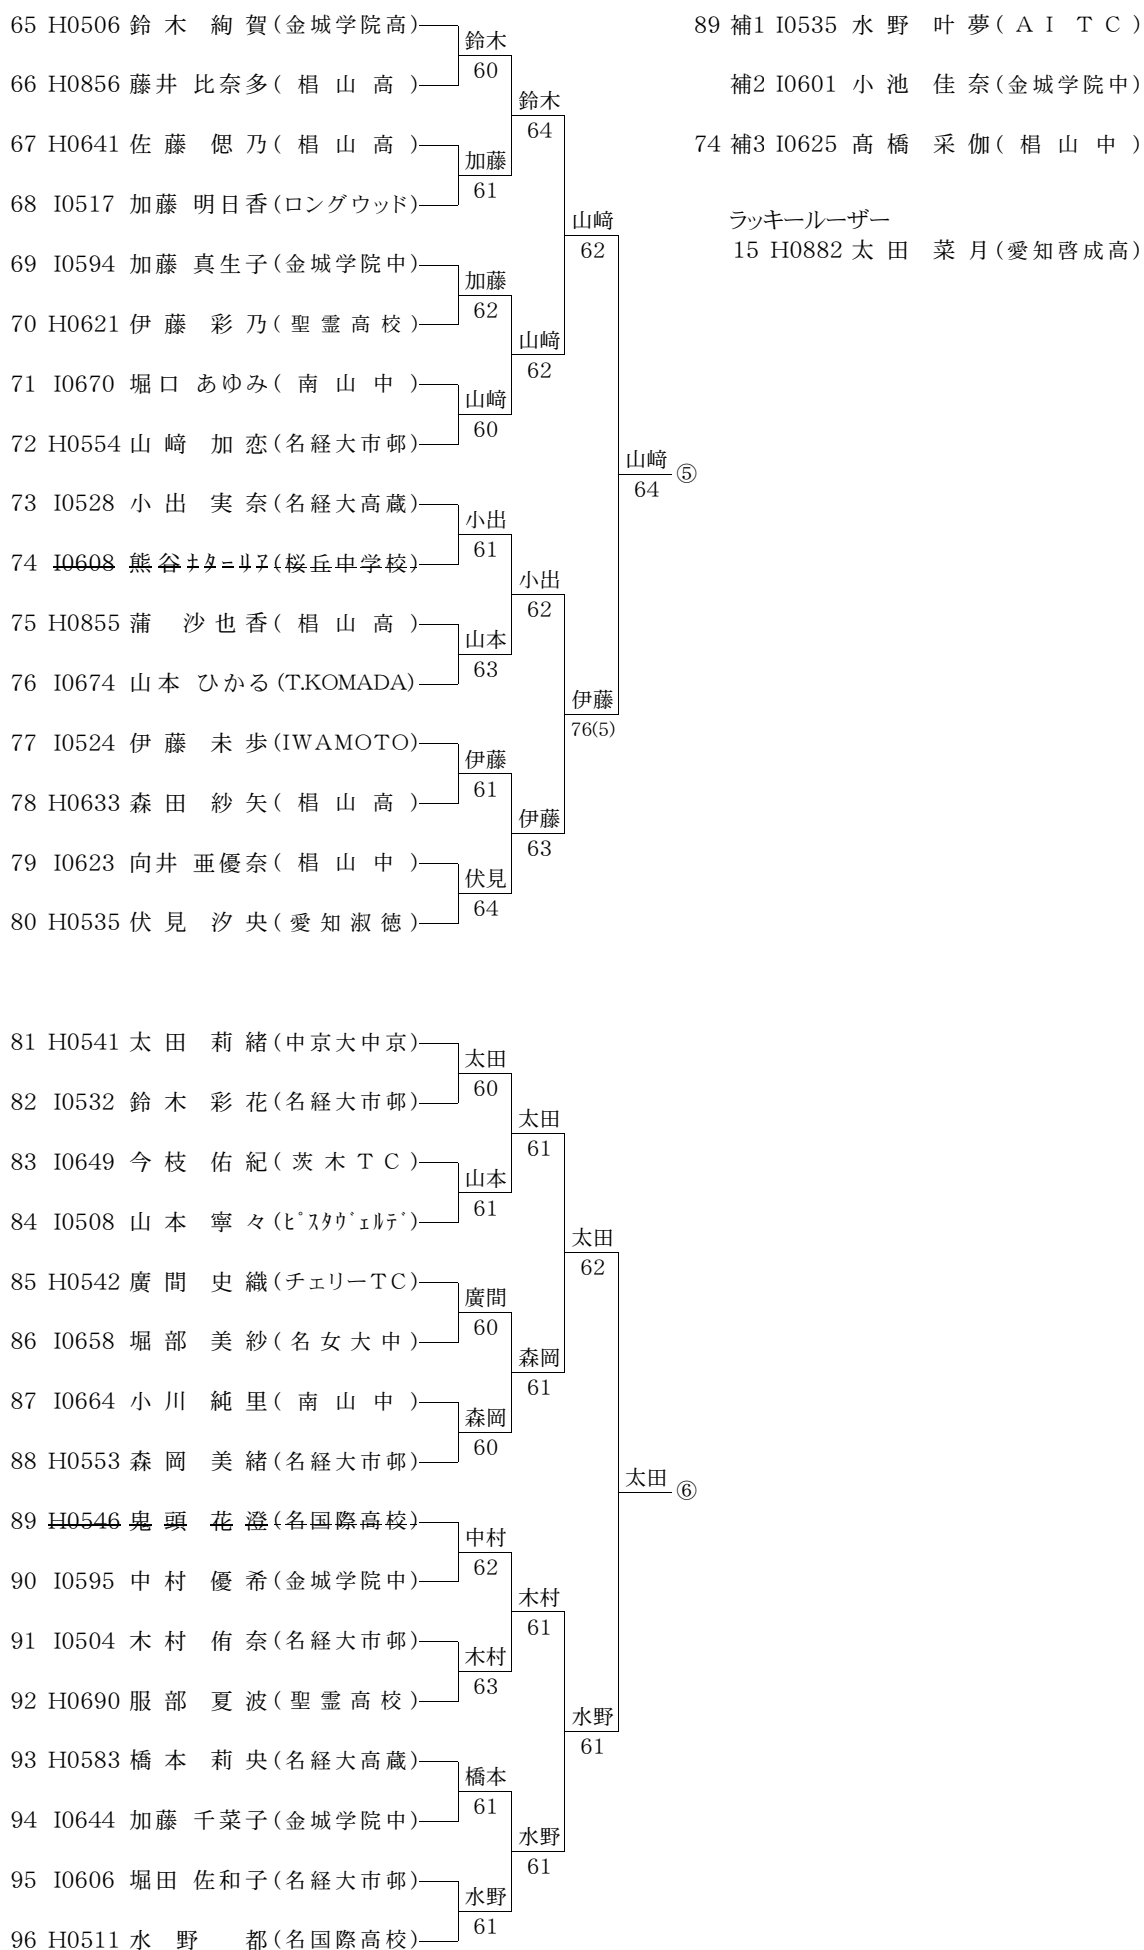 65 H0506 鈴木 絢賀(金城学院高)
鈴木
60
66 H0856 藤井 比奈多(椙山高)
鈴木
64
67 H0641 佐藤 偲乃(椙山高)
加藤
61
68 I0517 加藤 明日香(ロングウッド)
山﨑
62
69 I0594 加藤 真生子(金城学院中)
加藤
62
70 H0621 伊藤 彩乃(聖霊高校)
山﨑
62
71 I0670 堀口 あゆみ(南山中)
山﨑
60
72 H0554 山﨑 加恋(名経大市邨)
山﨑 ⑤
64
73 I0528 小出 実奈(名経大高蔵)
小出
61
74 I0608 熊谷ﾅターリア(桜丘中学校)
小出
62
75 H0855 蒲 沙也香(椙山高)
山本
63
76 I0674 山本 ひかる(T.KOMADA)
伊藤
76(5)
77 I0524 伊藤 未歩(IWAMOTO)
伊藤
61
78 H0633 森田 紗矢(椙山高)
伊藤
63
79 I0623 向井 亜優奈(椙山中)
伏見
64
80 H0535 伏見 汐央(愛知淑徳)
81 H0541 太田 莉緒(中京大中京)
太田
60
82 I0532 鈴木 彩花(名経大市邨)
太田
61
83 I0649 今枝 佑紀(茨木TC)
山本
61
84 I0508 山本 寧々(ﾋﾟスタヴェルデ)
太田
62
85 H0542 廣間 史織(チェリーTC)
廣間
60
86 I0658 堀部 美紗(名女大中)
森岡
61
87 I0664 小川 純里(南山中)
森岡
60
88 H0553 森岡 美緒(名経大市邨)
太田 ⑥
89 H0546 鬼頭 花澄(名国際高校)
中村
62
90 I0595 中村 優希(金城学院中)
木村
61
91 I0504 木村 侑奈(名経大市邨)
木村
63
92 H0690 服部 夏波(聖霊高校)
水野
61
93 H0583 橋本 莉央(名経大高蔵)
橋本
61
94 I0644 加藤 千菜子(金城学院中)
水野
61
95 I0606 堀田 佐和子(名経大市邨)
水野
61
96 H0511 水野 都(名国際高校)
89 補1 I0535 水野 叶夢(AITC)
補2 I0601 小池 佳奈(金城学院中)
74 補3 I0625 髙橋 采伽(椙山中)
ラッキールーザー
15 H0882 太田 菜月(愛知啓成高)